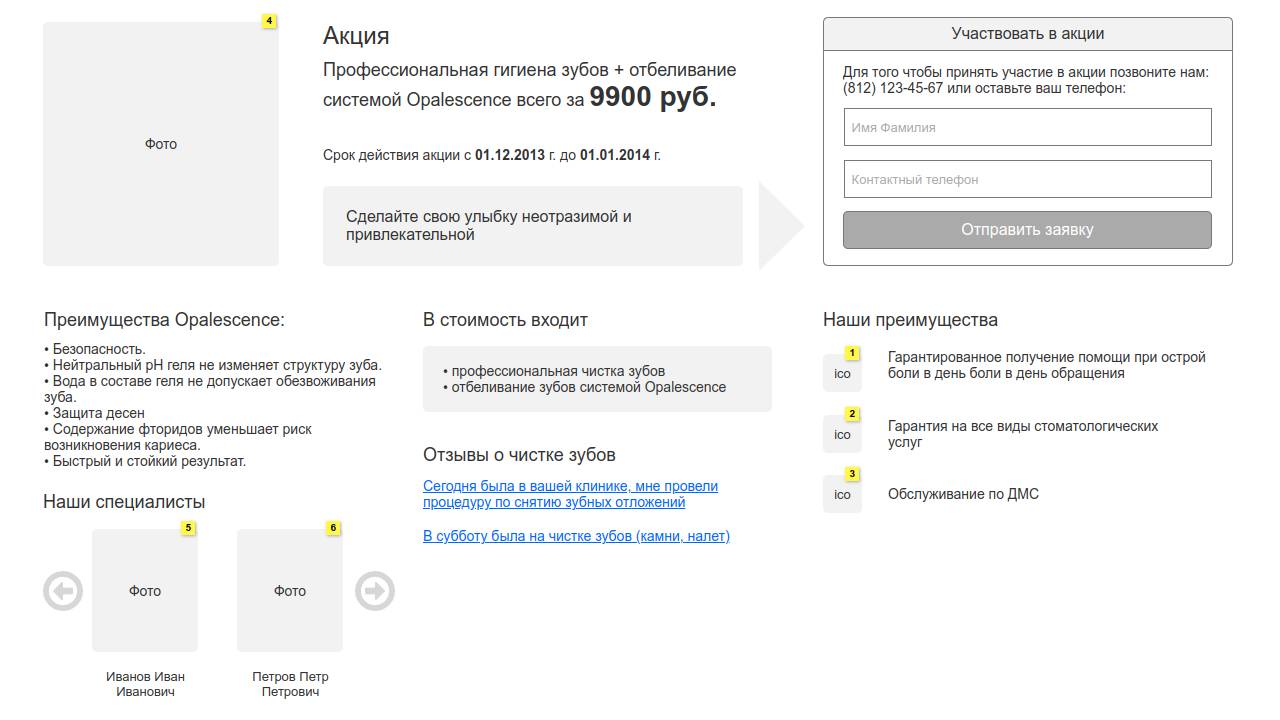 4
Фото
Акция
Профессиональная гигиена зубов + отбеливание
системой Opalescence всего за 9900 руб.
Срок действия акции с 01.12.2013 г. до 01.01.2014 г.
Сделайте свою улыбку неотразимой и
привлекательной
Участвовать в акции
Для того чтобы принять участие в акции позвоните нам:
(812) 123-45-67 или оставьте ваш телефон:
Имя Фамилия
Контактный телефон
Отправить заявку
Преимущества Opalescence:
• Безопасность.
• Нейтральный pH геля не изменяет структуру зуба.
• Вода в составе геля не допускает обезвоживания
зуба.
• Защита десен
• Содержание фторидов уменьшает риск
возникновения кариеса.
• Быстрый и стойкий результат.
Наши специалисты
5
Фото
6
Фото
Иванов Иван
Иванович
Петров Петр
Петрович
В стоимость входит
• профессиональная чистка зубов
• отбеливание зубов системой Opalescence
Отзывы о чистке зубов
Сегодня была в вашей клинике, мне провели
процедуру по снятию зубных отложений
В субботу была на чистке зубов (камни, налет)
Наши преимущества
1
ico
Гарантированное получение помощи при острой
боли в день боли в день обращения
2
ico
Гарантия на все виды стоматологических
услуг
3
ico
Обслуживание по ДМС